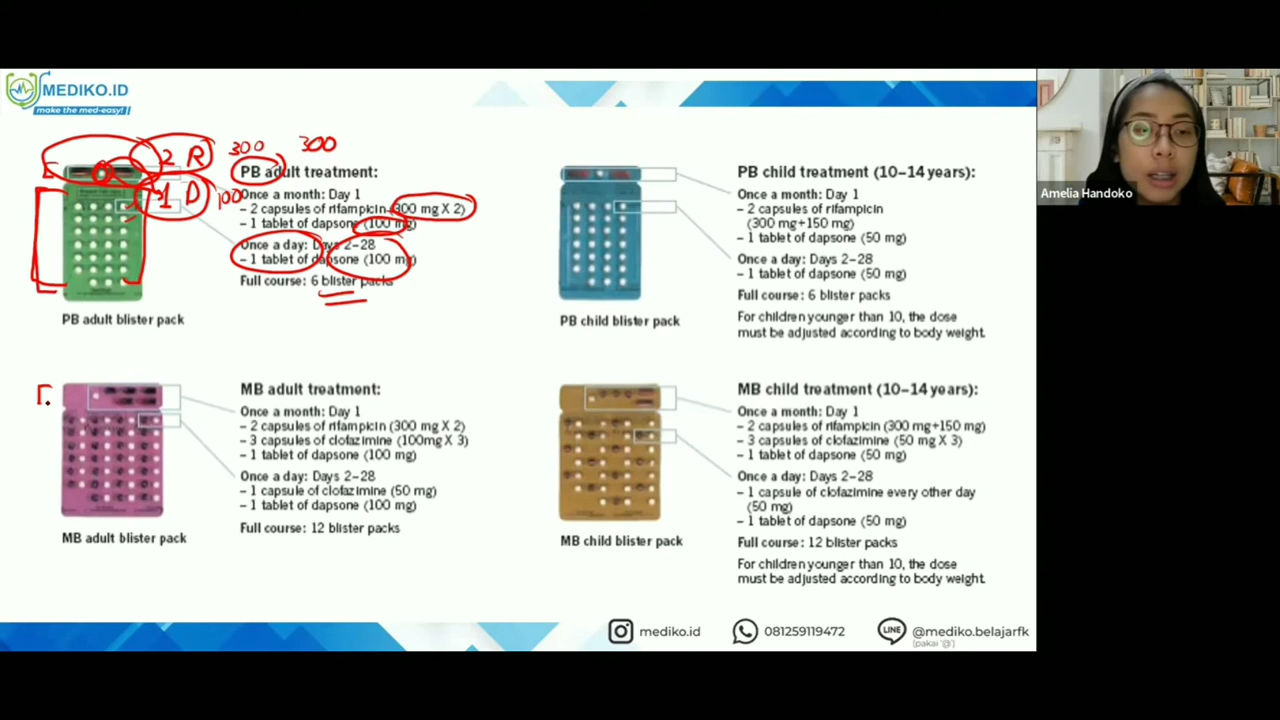 MEDIKO.ID
make the med-easy!
2 R
300
300
1 D
100
PB adult treatment:
Once a month: Day 1
– 2 capsules of rifampicin (300 mg X 2)
– 1 tablet of dapsone (100 mg)
Once a day: Days 2–28
– 1 tablet of dapsone (100 mg)
Full course: 6 blister packs
PB adult blister pack
PB child treatment (10–14 years):
Once a month: Day 1
– 2 capsules of rifampicin
(300 mg+150 mg)
– 1 tablet of dapsone (50 mg)
Once a day: Days 2–28
– 1 tablet of dapsone (50 mg)
Full course: 6 blister packs
For children younger than 10, the dose
must be adjusted according to body weight.
PB child blister pack
MB adult treatment:
Once a month: Day 1
– 2 capsules of rifampicin (300 mg X 2)
– 3 capsules of clofazimine (100mg X 3)
– 1 tablet of dapsone (100 mg)
Once a day: Days 2–28
– 1 capsule of clofazimine (50 mg)
– 1 tablet of dapsone (100 mg)
Full course: 12 blister packs
MB adult blister pack
MB child treatment (10–14 years):
Once a month: Day 1
– 2 capsules of rifampicin (300 mg+150 mg)
– 3 capsules of clofazimine (50 mg X 3)
– 1 tablet of dapsone (50 mg)
Once a day: Days 2–28
– 1 capsule of clofazimine every other day
(50 mg)
– 1 tablet of dapsone (50 mg)
Full course: 12 blister packs
For children younger than 10, the dose
must be adjusted according to body weight.
MB child blister pack
mediko.id
081259119472
LINE
@mediko.belajarfk
(pakai '@')
Amelia Handoko